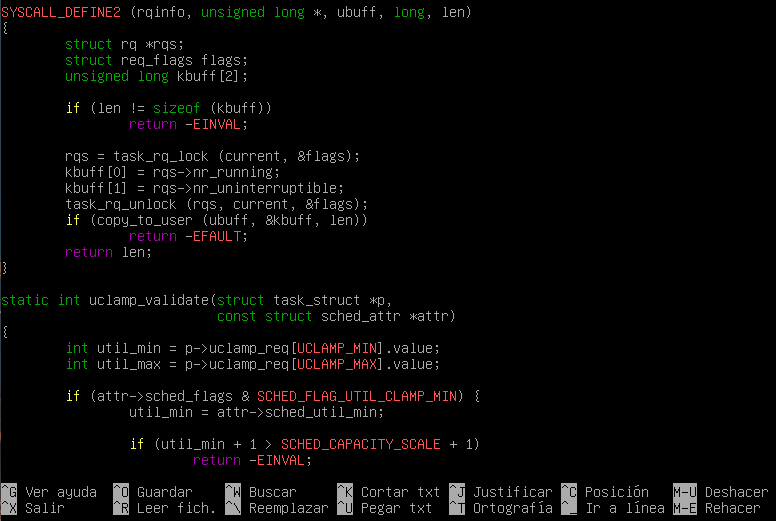 SYSCALL_DEFINE2 (rqinfo, unsigned long *, ubuff, long, len)
{
        struct rq *rqs;
        struct req_flags flags;
        unsigned long kbuff[2];

        if (len != sizeof (kbuff))
                return -EINVAL;

        rqs = task_rq_lock (current, &flags);
        kbuff[0] = rqs->nr_running;
        kbuff[1] = rqs->nr_uninterruptible;
        task_rq_unlock (rqs, current, &flags);
        if (copy_to_user (ubuff, &kbuff, len))
                return -EFAULT;
        return len;
}

static int uclamp_validate(struct task_struct *p,
                           const struct sched_attr *attr)
{
        int util_min = p->uclamp_req[UCLAMP_MIN].value;
        int util_max = p->uclamp_req[UCLAMP_MAX].value;

        if (attr->sched_flags & SCHED_FLAG_UTIL_CLAMP_MIN) {
                util_min = attr->sched_util_min;

                if (util_min + 1 > SCHED_CAPACITY_SCALE + 1)
                        return -EINVAL;

^G Ver ayuda ^O Guardar ^W Buscar ^K Cortar txt ^J Justificar ^C Posición M-U Deshacer
^X Salir ^R Leer fich. ^\ Reemplazar ^U Pegar txt ^T Ortografía ^_ Ir a línea M-E Rehacer